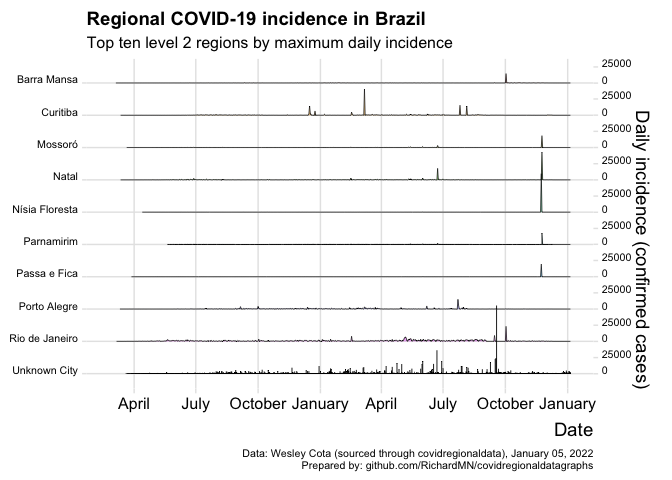 Regional COVID-19 incidence in Brazil
Top ten level 2 regions by maximum daily incidence
Barra Mansa
Curitiba
Mossoró
Natal
Nísia Floresta
Parnamirim
Passa e Fica
Porto Alegre
Rio de Janeiro
Unknown City
25000
0
25000
0
25000
0
25000
0
25000
0
25000
0
25000
0
25000
0
25000
0
25000
0
Daily incidence (confirmed cases)
April July October January April July October January
Date
Data: Wesley Cota (sourced through covidregionaldata), January 05, 2022
Prepared by: github.com/RichardMN/covidregionaldatagraphs